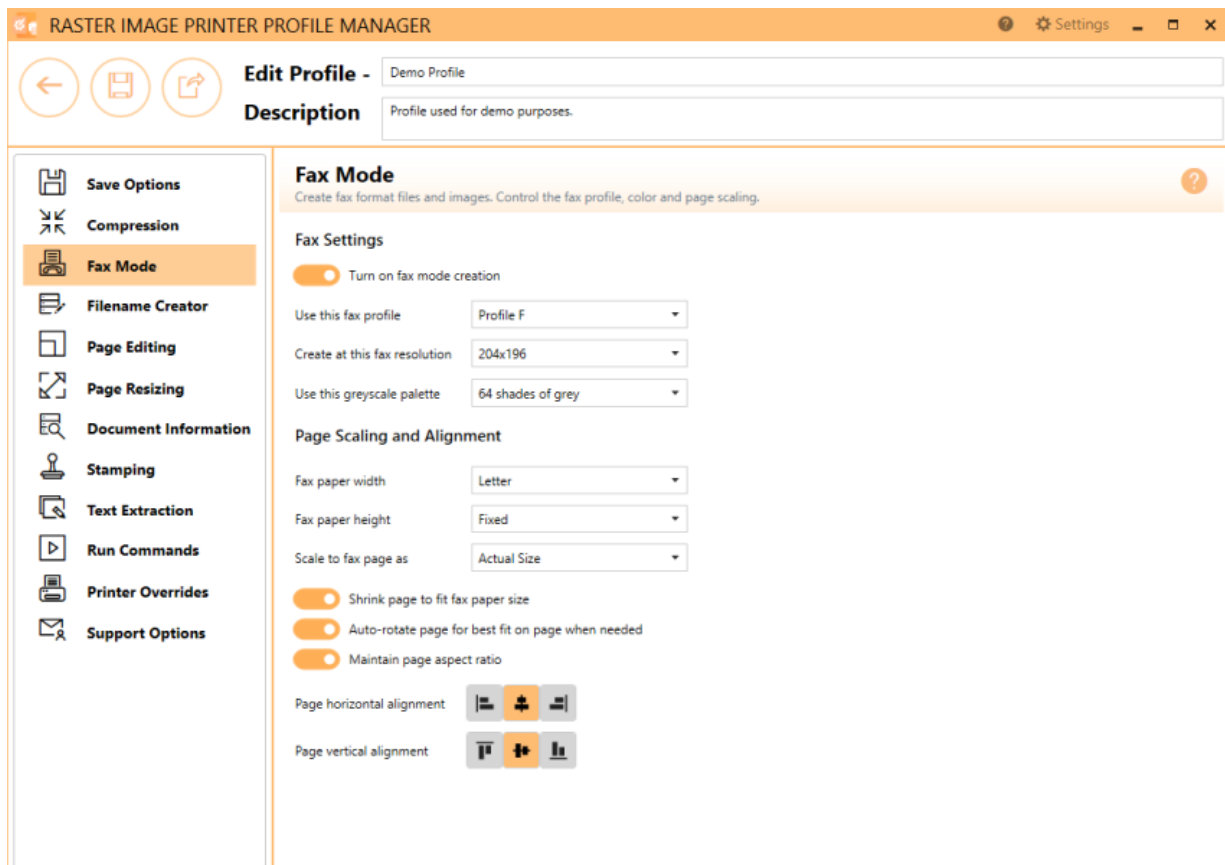 RASTER IMAGE PRINTER PROFILE MANAGER
? Settings
Edit Profile - Demo Profile
Description Profile used for demo purposes.
Save Options
Compression
Fax Mode
Filename Creator
Page Editing
Page Resizing
Document Information
Stamping
Text Extraction
Run Commands
Printer Overrides
Support Options
Fax Mode
?
Create fax format files and images. Control the fax profile, color and page scaling.
Fax Settings
Turn on fax mode creation
Use this fax profile Profile F
Create at this fax resolution 204x196
Use this greyscale palette 64 shades of grey
Page Scaling and Alignment
Fax paper width Letter
Fax paper height Fixed
Scale to fax page as Actual Size
Shrink page to fit fax paper size
Auto-rotate page for best fit on page when needed
Maintain page aspect ratio
Page horizontal alignment
Page vertical alignment